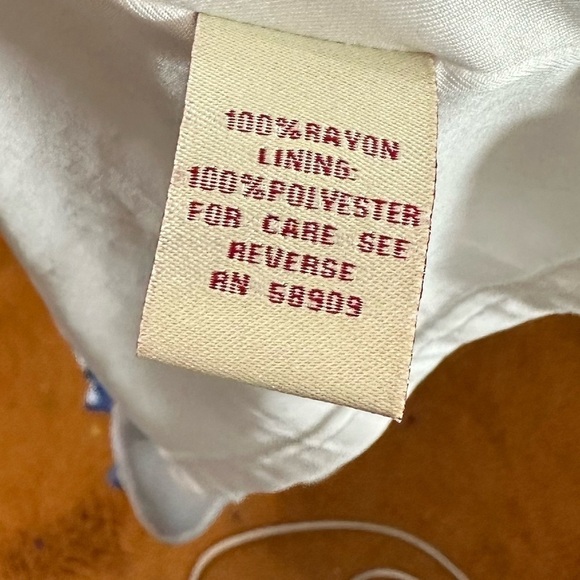 100%RAYON
LINING:
100%POLYESTER
FOR CARE SEE
REVERSE
RN 58909